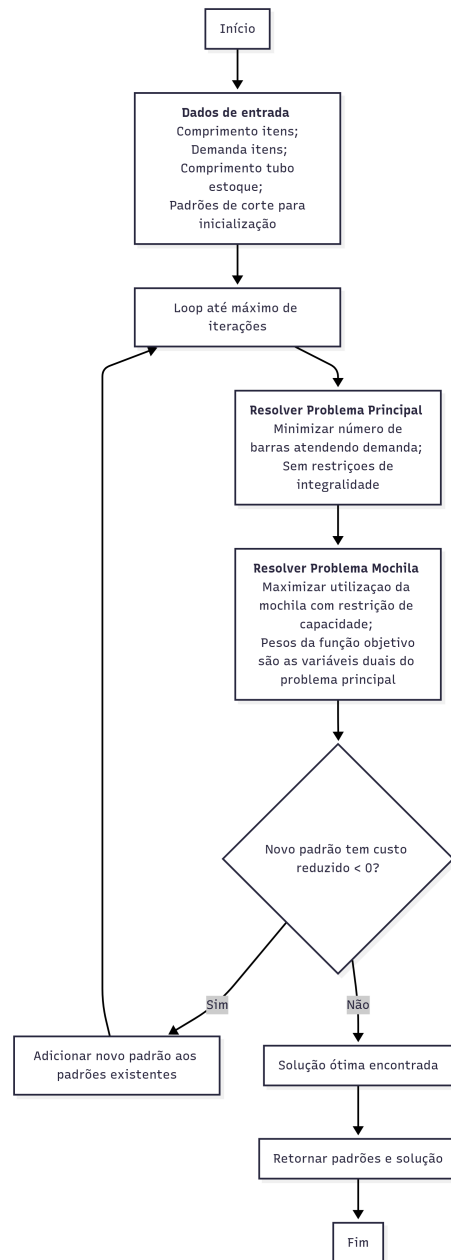 Início
Dados de entrada
Comprimento itens;
Demanda itens;
Comprimento tubo
estoque;
Padrões de corte para
inicialização
Loop até máximo de
iterações
Resolver Problema Principal
Minimizar número de
barras atendendo demanda;
Sem restriçoes de
integralidade
Resolver Problema Mochila
Maximizar utilizaçao da
mochila com restrição de
capacidade;
Pesos da função objetivo
são as variáveis duais do
problema principal
Novo padrão tem custo
reduzido < 0?
Sim
Não
Adicionar novo padrão aos
padrões existentes
Solução ótima encontrada
Retornar padrões e solução
Fim